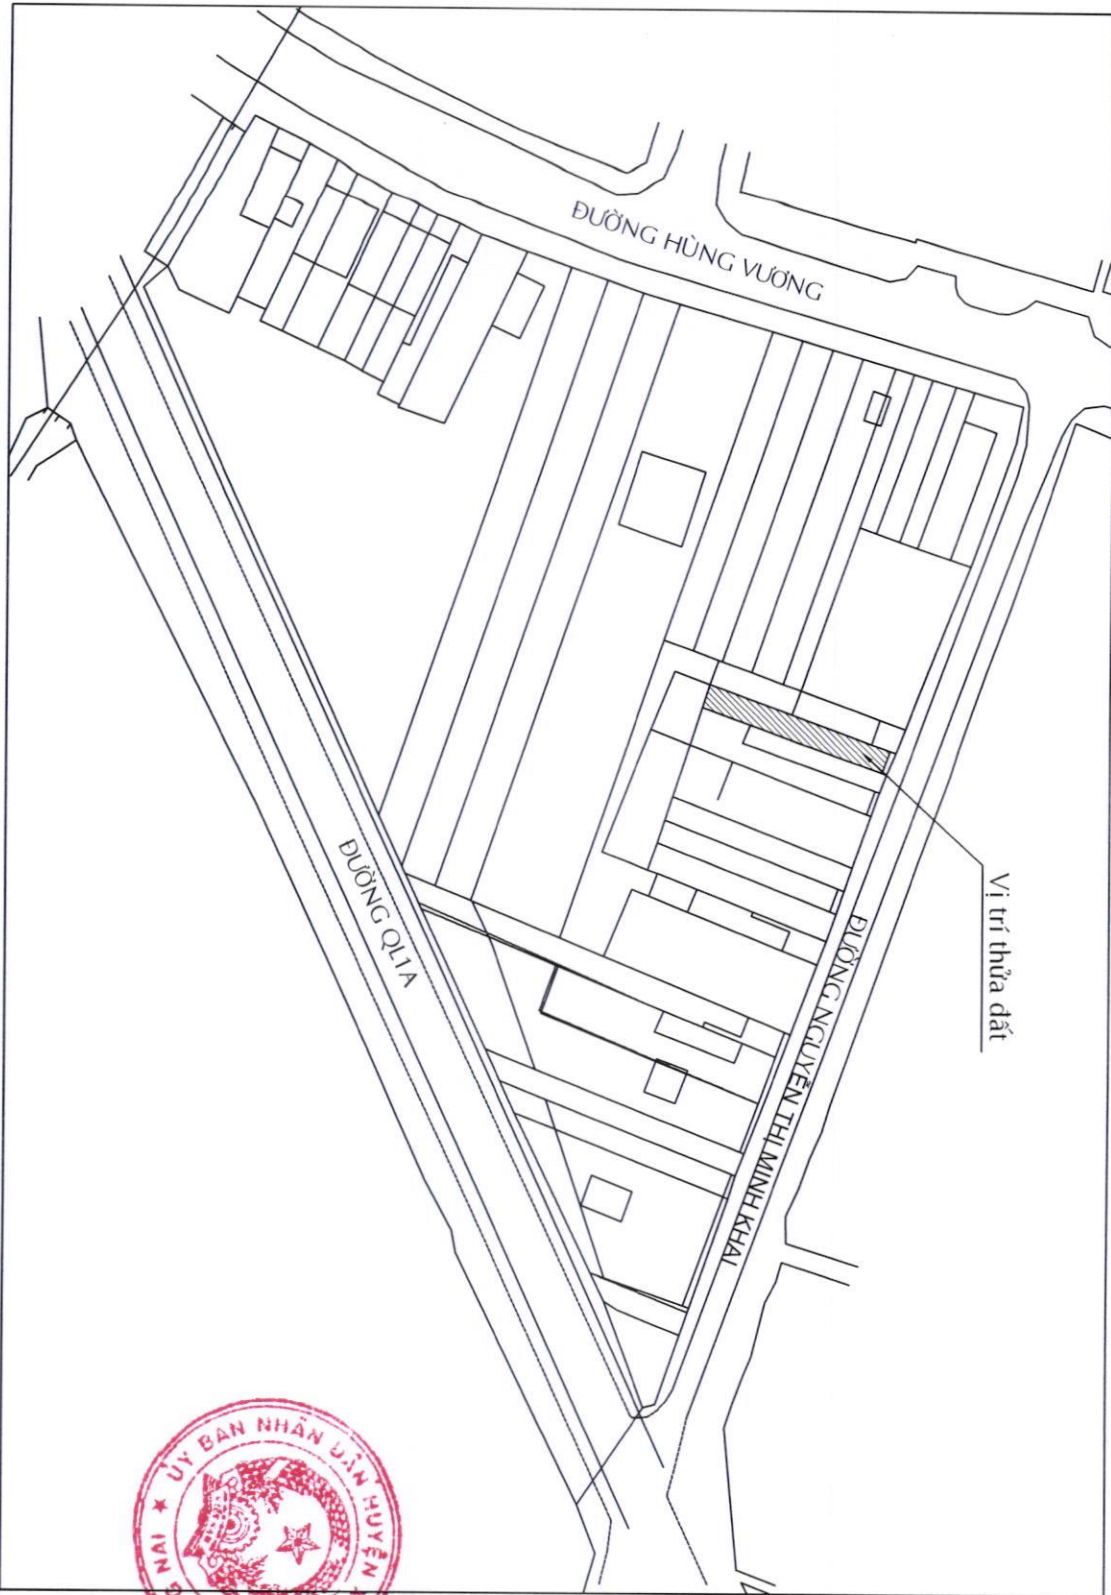 ĐƯỜNG HÙNG VƯƠNG
Vị trí thửa đất
ĐƯỜNG QL1A
ĐƯỜNG NGUYỄN THỊ MINH KHAI
ỦY BAN NHÂN DÂN HUYỆN
NAI ★